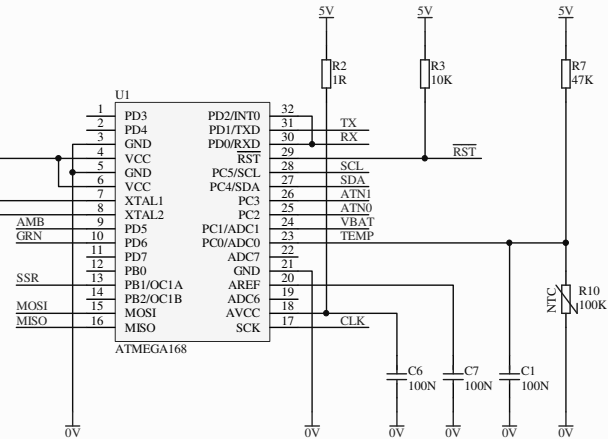 5V 5V 5V
R2 R3 R7
1R 10K 47K
U1
1 PD3 PD2/INT0 32
2 PD4 PD1/TXD 31 TX
3 GND PD0/RXD 30 RX
4 VCC RST 29 RST
5 GND PC5/SCL 28 SCL
6 VCC PC4/SDA 27 SDA
7 XTAL1 PC3 26 ATN1
8 XTAL2 PC2 25 ATN0
AMB 9 PD5 PC1/ADC1 24 VBAT
GRN 10 PD6 PC0/ADC0 23 TEMP
11 PD7 ADC7 22
12 PB0 GND 21
SSR 13 PB1/OC1A AREF 20
14 PB2/OC1B ADC6 19
MOSI 15 MOSI AVCC 18
MISO 16 MISO SCK 17 CLK
NTC R10
100K
ATMEGA168
C6 C7 C1
100N 100N 100N
0V 0V 0V 0V 0V 0V